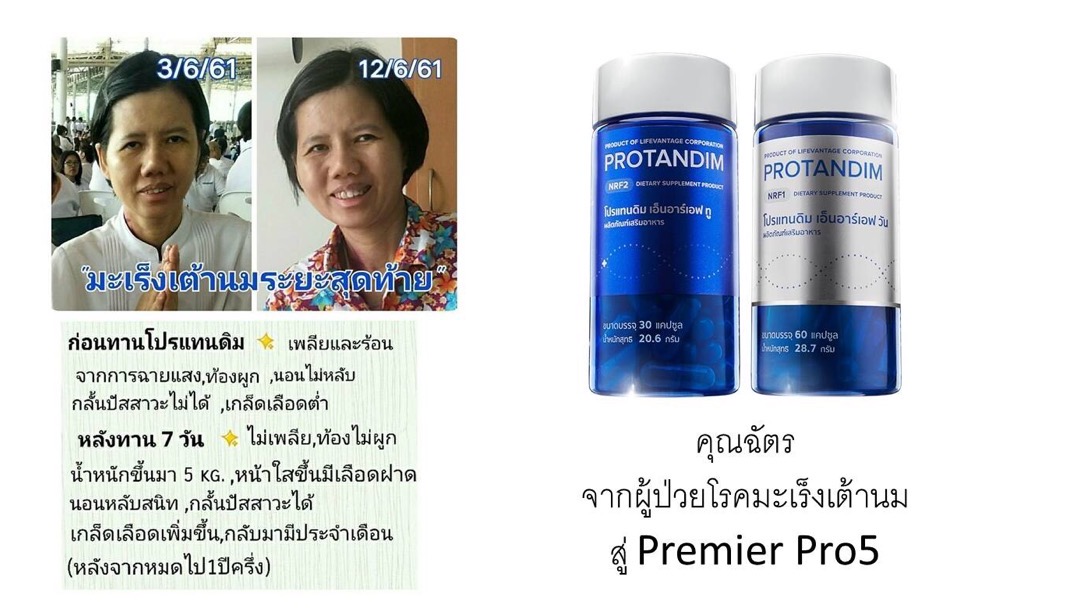 3/6/61
12/6/61
"มะเร็งเต้านมระยะสุดท้าย"
ก่อนทานโปรแทนดิม เพลียและร้อน
จากการฉายแสง,ท้องผูก ,นอนไม่หลับ
กลั้นปัสสาวะไม่ได้ ,เกล็ดเลือดต่ำ
หลังทาน 7 วัน ไม่เพลีย,ท้องไม่ผูก
น้ำหนักขึ้นมา 5 KG. ,หน้าใสขึ้นมีเลือดฝาด
นอนหลับสนิท ,กลั้นปัสสาวะได้
เกล็ดเลือดเพิ่มขึ้น,กลับมามีประจำเดือน
(หลังจากหมดไป1ปีครึ่ง)
PRODUCT OF LIFEVANTAGE CORPORATION
PROTANDIM
NRF2 DIETARY SUPPLEMENT PRODUCT
โปรแทนดิม เอ็นอาร์เอฟ ทู
ผลิตภัณฑ์เสริมอาหาร
ขนาดบรรจุ 30 แคปซูล
น้ำหนักสุทธิ 20.6 กรัม
PRODUCT OF LIFEVANTAGE CORPORATION
PROTANDIM
NRF1 DIETARY SUPPLEMENT PRODUCT
โปรแทนดิม เอ็นอาร์เอฟ วัน
ผลิตภัณฑ์เสริมอาหาร
ขนาดบรรจุ 60 แคปซูล
น้ำหนักสุทธิ 28.7 กรัม
คุณฉัตร
จากผู้ป่วยโรคมะเร็งเต้านม
สู่ Premier Pro5